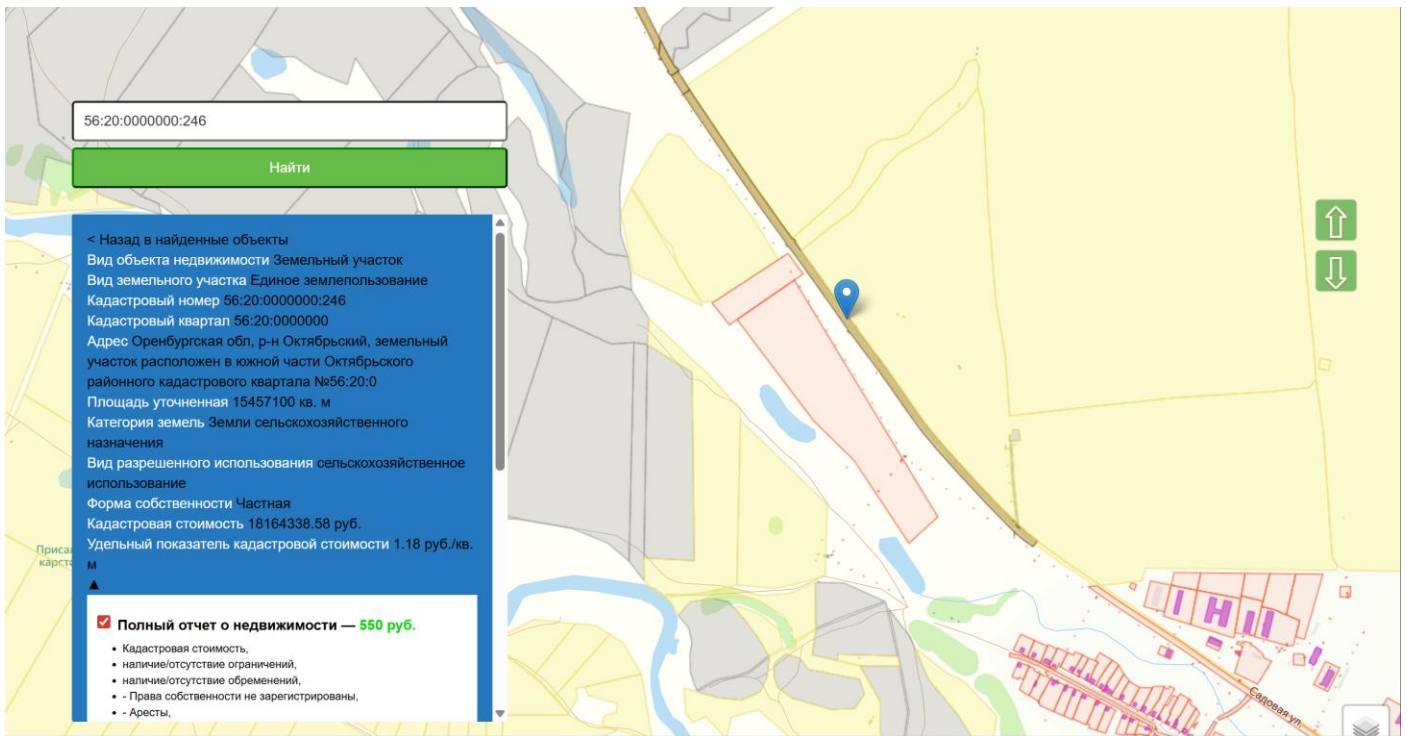 56:20:0000000:246
Найти
< Назад в найденные объекты
Вид объекта недвижимости Земельный участок
Вид земельного участка Единое землепользование
Кадастровый номер 56:20:0000000:246
Кадастровый квартал 56:20:0000000
Адрес Оренбургская обл, р-н Октябрьский, земельный
участок расположен в южной части Октябрьского
районного кадастрового квартала №56:20:0
Площадь уточненная 15457100 кв. м
Категория земель Земли сельскохозяйственного
назначения
Вид разрешенного использования сельскохозяйственное
использование
Форма собственности Частная
Кадастровая стоимость 18164338.58 руб.
Удельный показатель кадастровой стоимости 1.18 руб./кв.
м
▲
Полный отчет о недвижимости — 550 руб.
• Кадастровая стоимость,
• наличие/отсутствие ограничений,
• наличие/отсутствие обременений,
• - Права собственности не зарегистрированы,
• - Аресты,
Садовая ул.